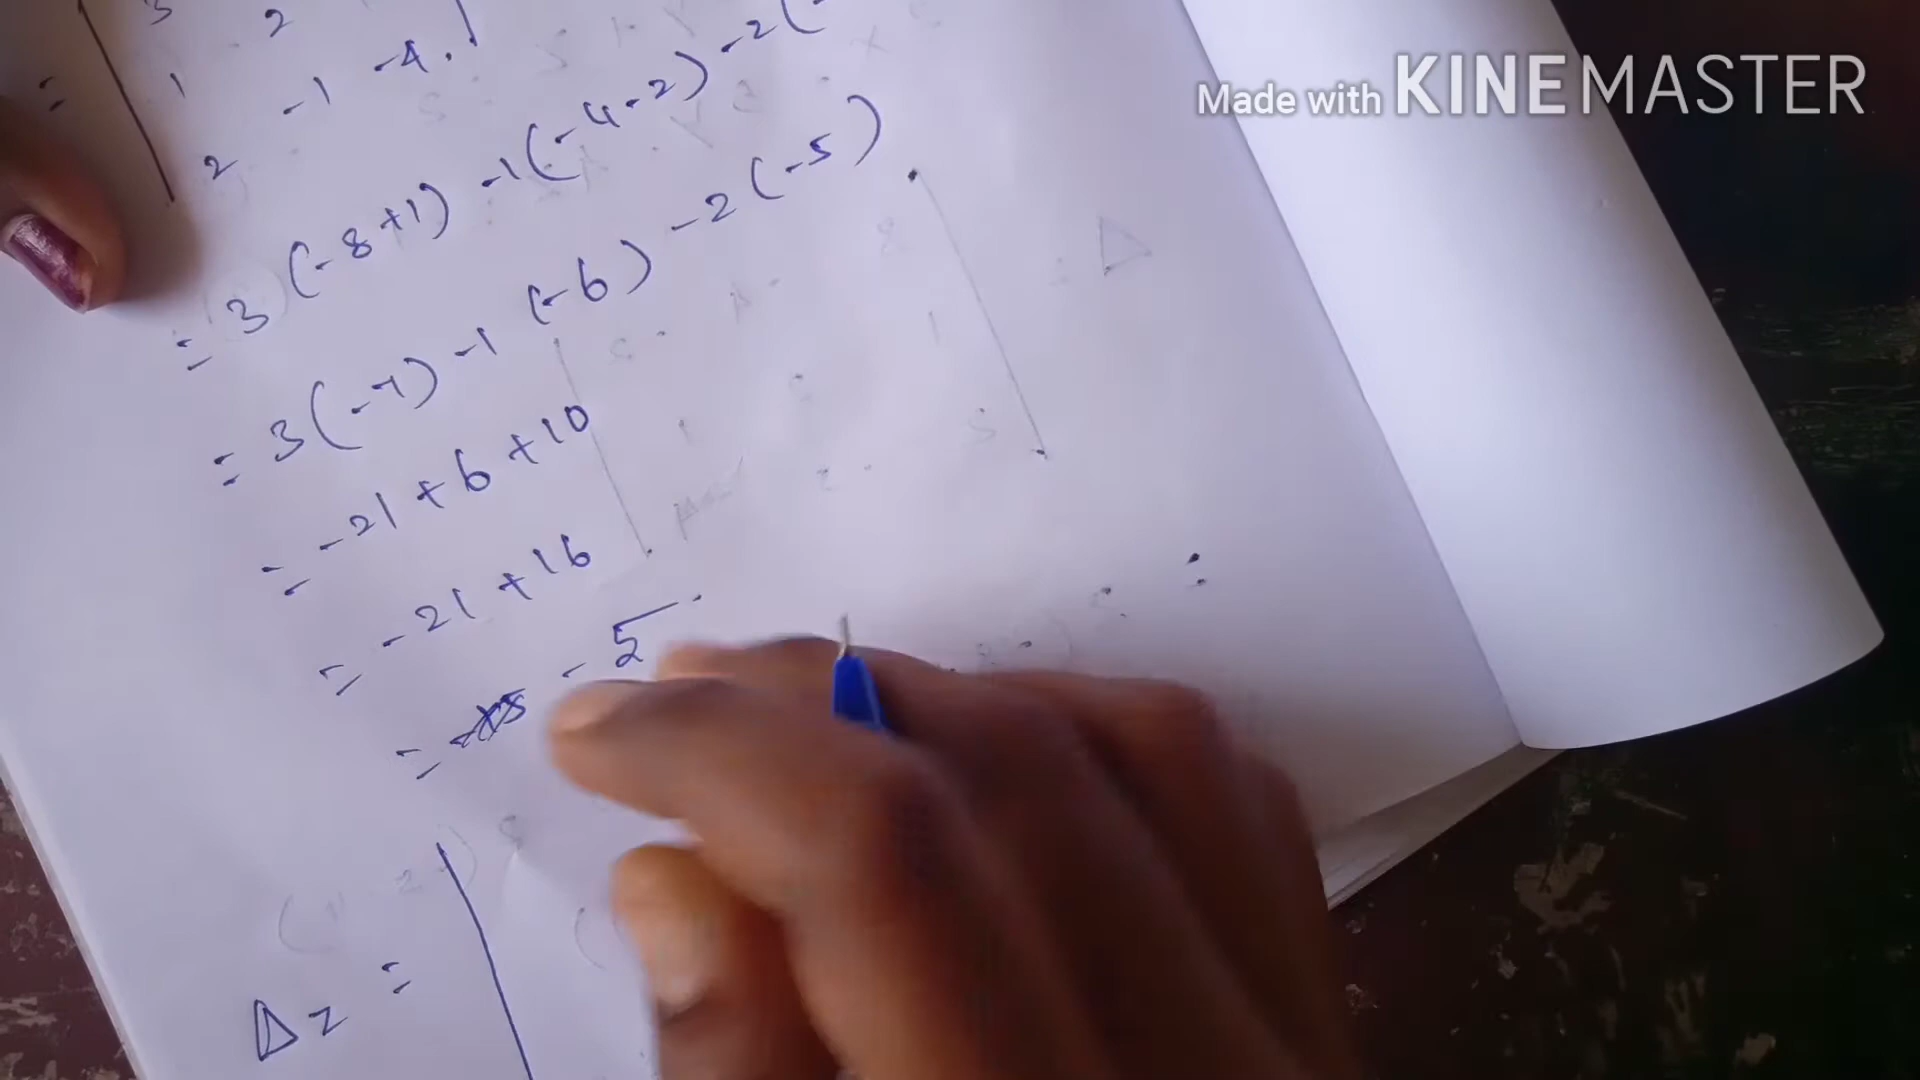 Made with KINEMASTER
3 2
= 1 -1 -4.
2
= 3 (-8+1) -1 (-4-2) -2 (
= 3 (-7) -1 (-6) -2 (-5)
= -21 + 6 + 10
= -21 + 16
= - 5
Δz =